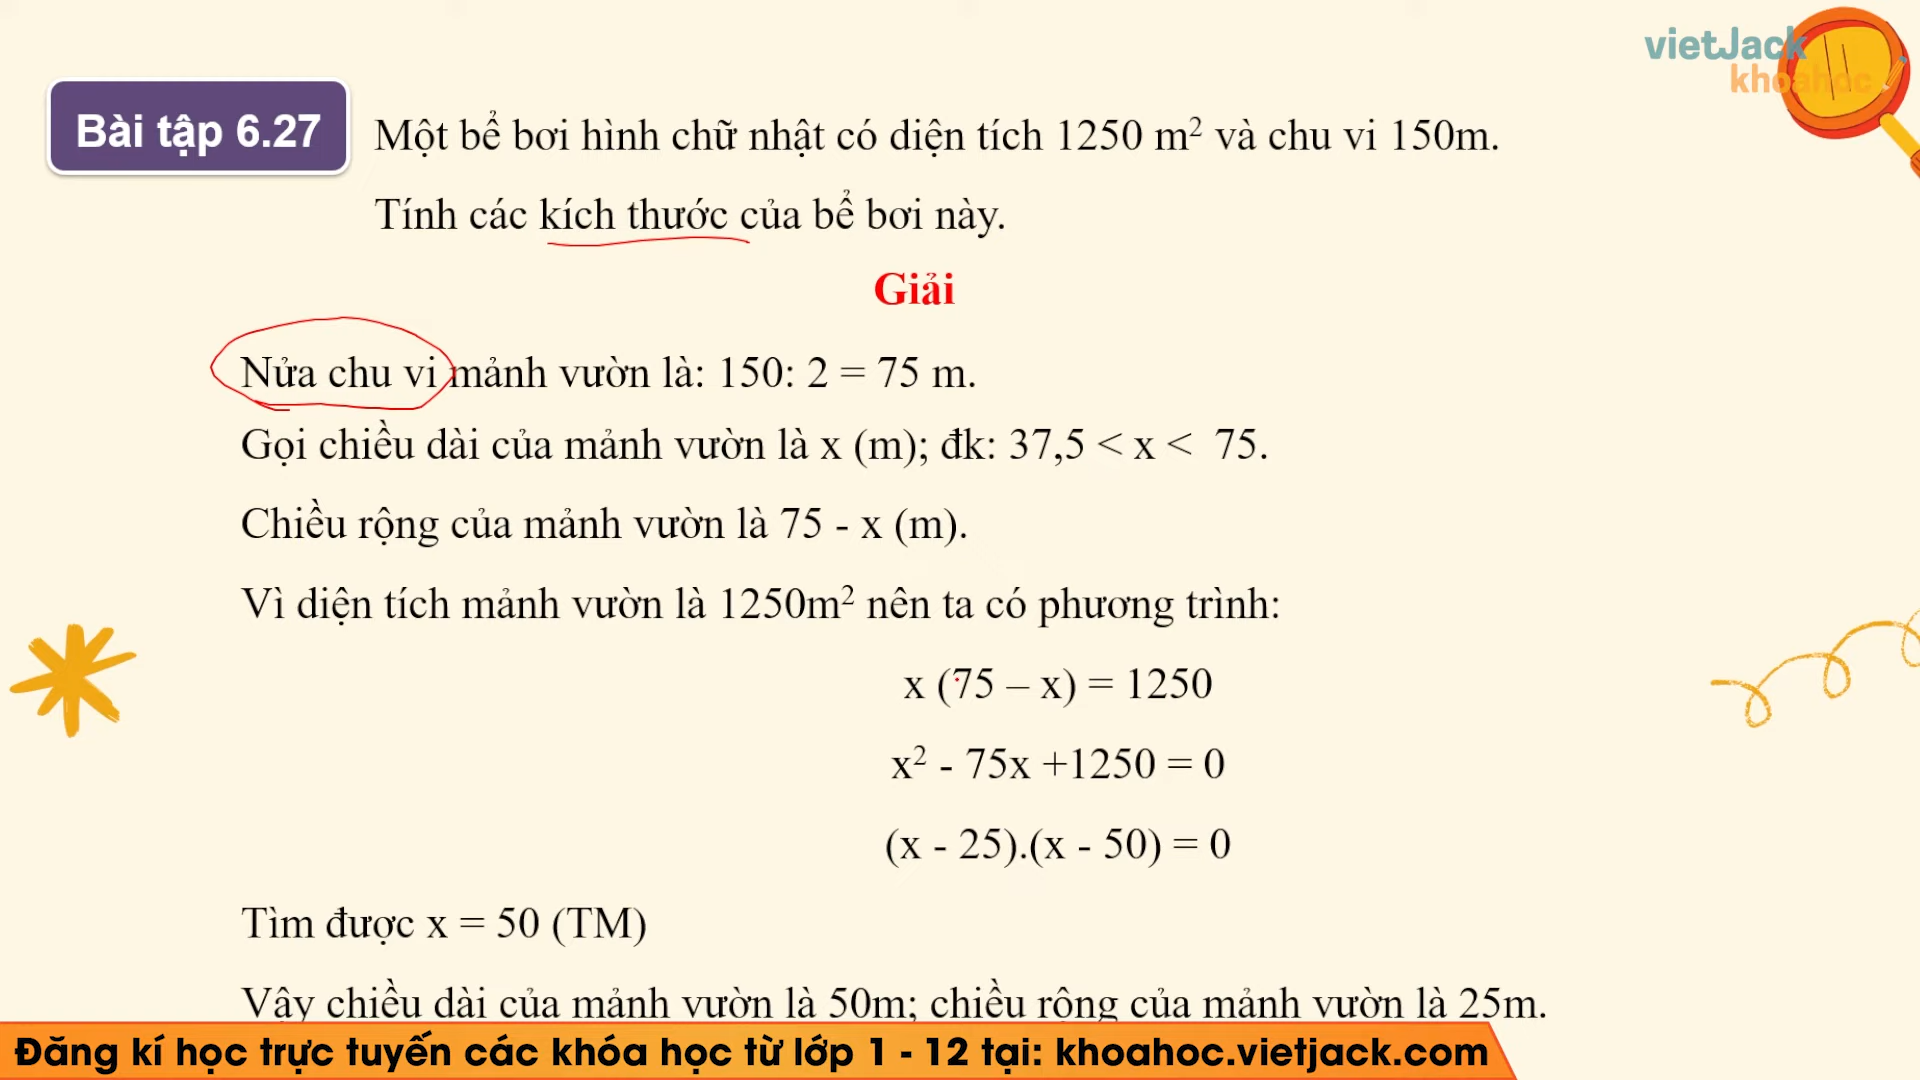 vietJack
khoahoc
Bài tập 6.27
Một bể bơi hình chữ nhật có diện tích 1250 m² và chu vi 150m.
Tính các kích thước của bể bơi này.
Giải
Nửa chu vi mảnh vườn là: 150: 2 = 75 m.
Gọi chiều dài của mảnh vườn là x (m); đk: 37,5 < x < 75.
Chiều rộng của mảnh vườn là 75 - x (m).
Vì diện tích mảnh vườn là 1250m² nên ta có phương trình:
x (75 – x) = 1250
x² - 75x +1250 = 0
(x - 25).(x - 50) = 0
Tìm được x = 50 (TM)
Vậy chiều dài của mảnh vườn là 50m; chiều rộng của mảnh vườn là 25m.
Đăng kí học trực tuyến các khóa học từ lớp 1 - 12 tại: khoahoc.vietjack.com